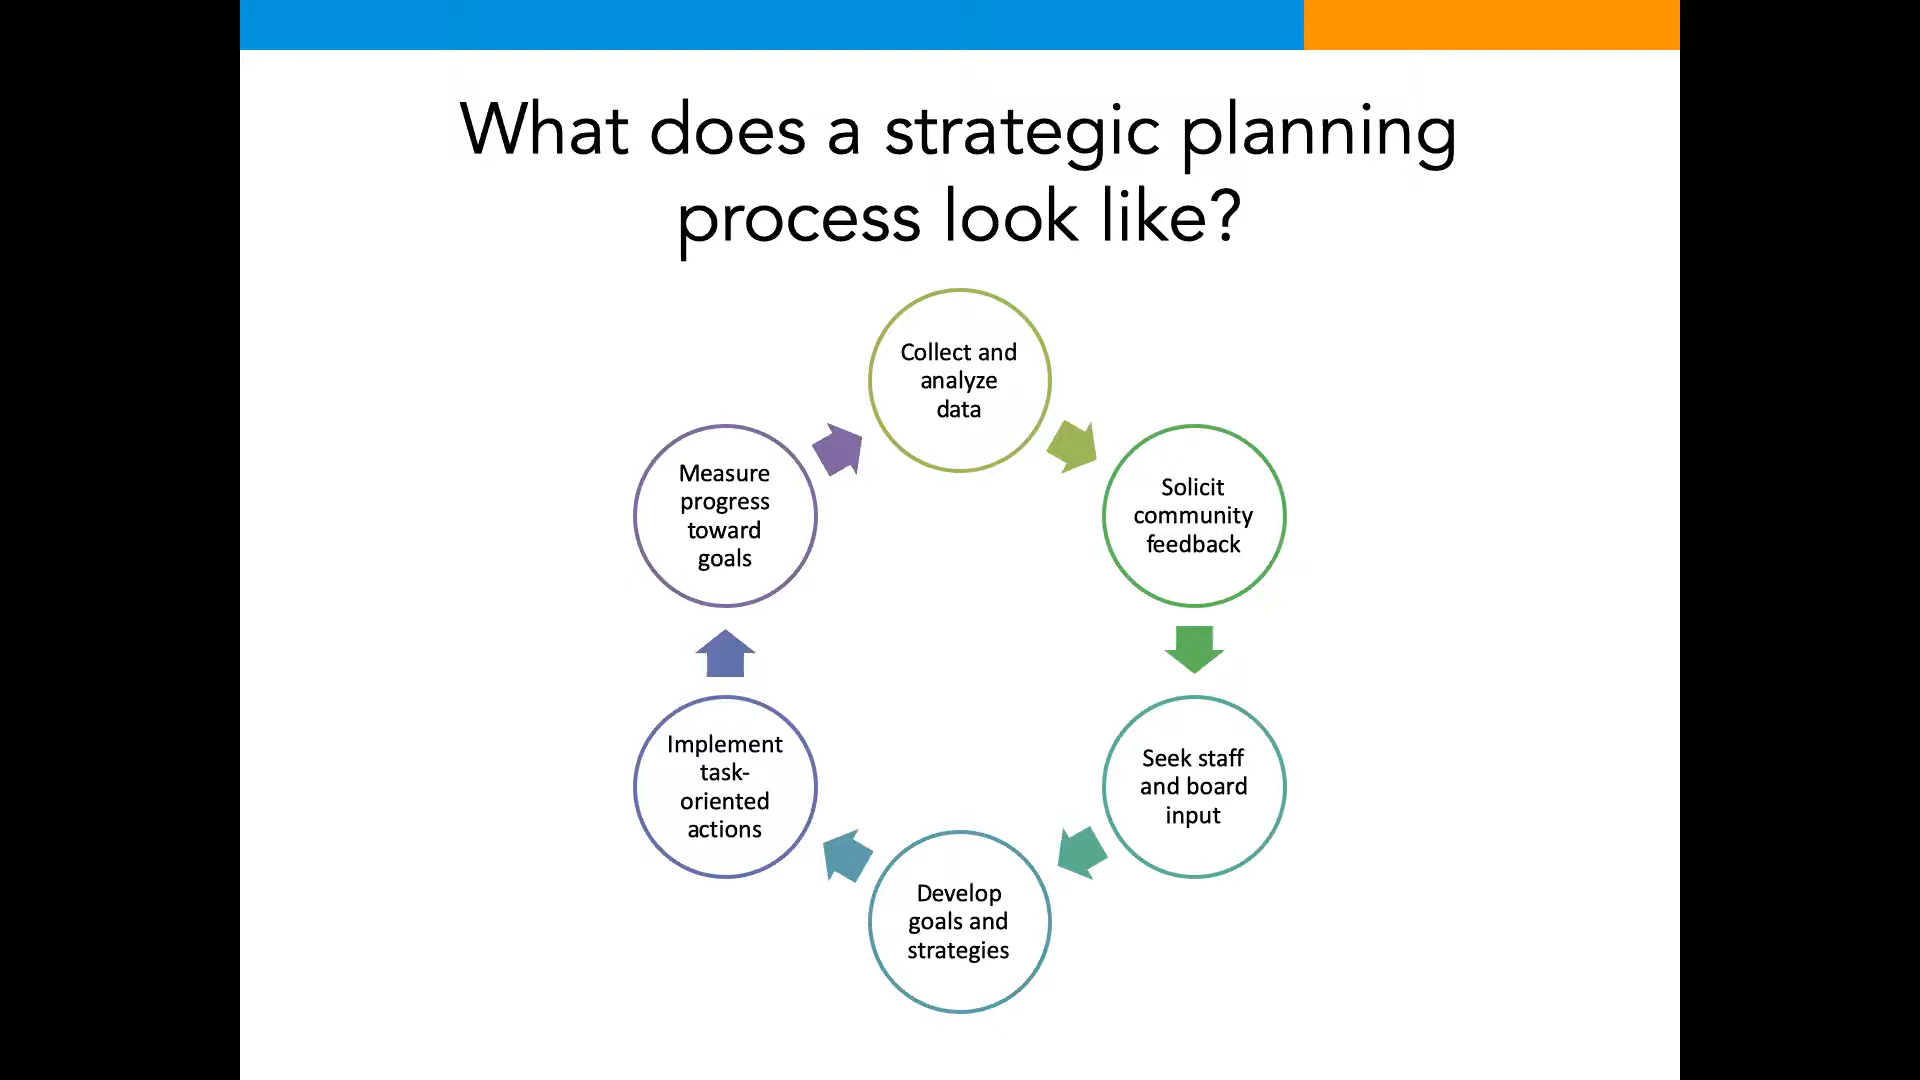 What does a strategic planning
process look like?
Collect and
analyze
data
Solicit
community
feedback
Seek staff
and board
input
Develop
goals and
strategies
Implement
task-
oriented
actions
Measure
progress
toward
goals